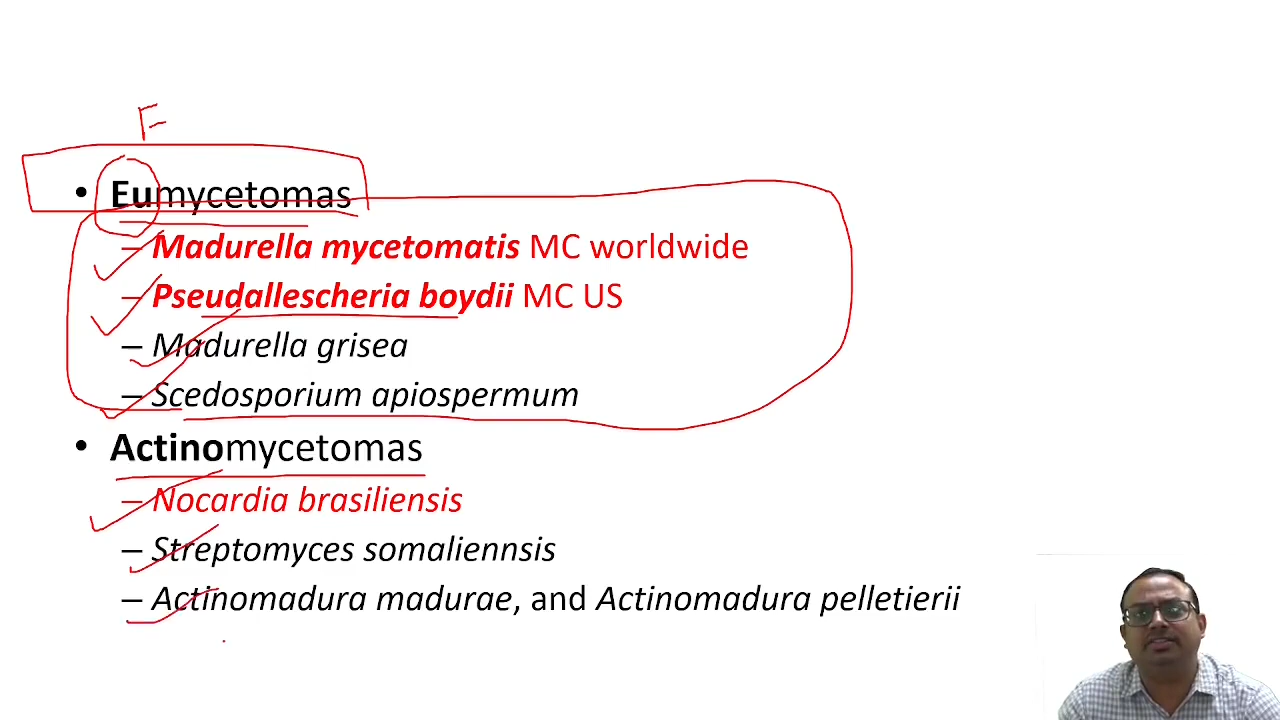 F
• Eumycetomas
– Madurella mycetomatis MC worldwide
– Pseudallescheria boydii MC US
– Madurella grisea
– Scedosporium apiospermum
• Actinomycetomas
– Nocardia brasiliensis
– Streptomyces somaliennsis
– Actinomadura madurae, and Actinomadura pelletierii